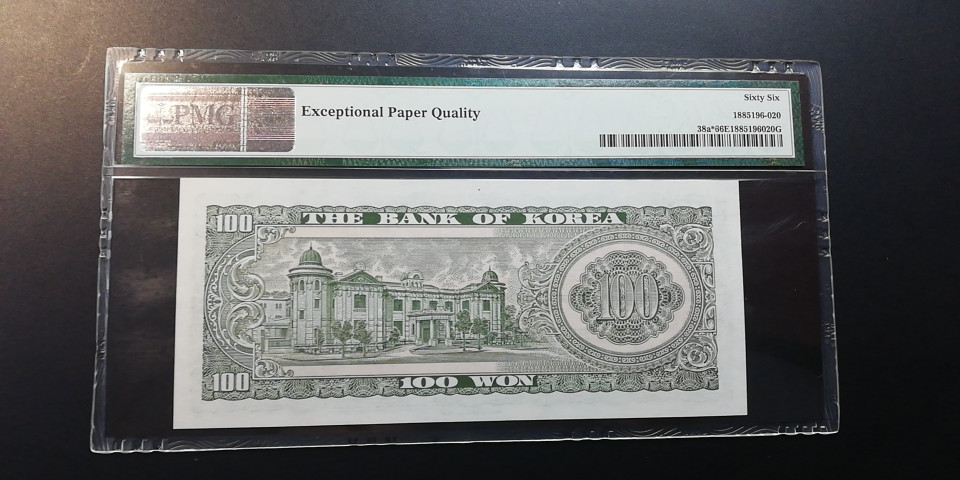 PMG
Exceptional Paper Quality
Sixty Six
1885196-020
38a*66E1885196020G
100
THE BANK OF KOREA
100
100
100 WON